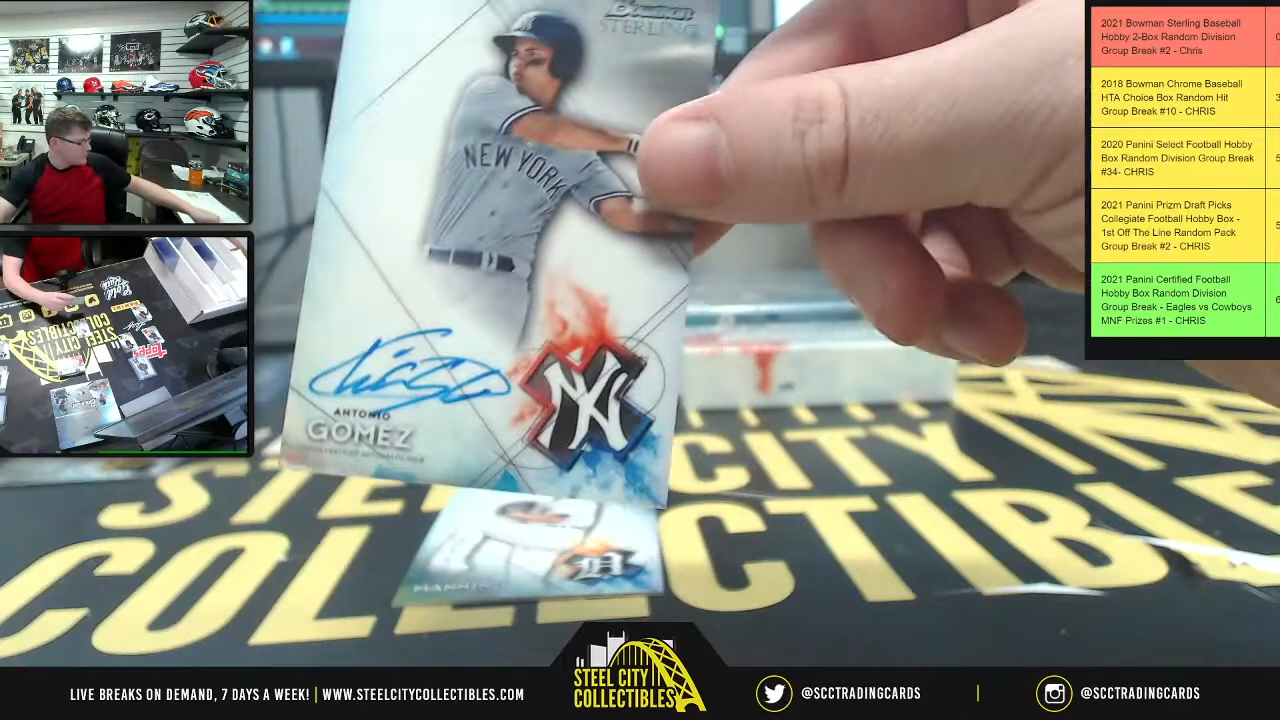 BOWMAN
STERLING
NEW YORK
NY
ANTONIO
GOMEZ
MANNING
D
STEEL CITY
COLLECTIBLES
2021 Bowman Sterling Baseball
Hobby 2-Box Random Division
Group Break #2 - Chris
2018 Bowman Chrome Baseball
HTA Choice Box Random Hit
Group Break #10 - CHRIS
2020 Panini Select Football Hobby
Box Random Division Group Break
#34- CHRIS
2021 Panini Prizm Draft Picks
Collegiate Football Hobby Box -
1st Off The Line Random Pack
Group Break #2 - CHRIS
2021 Panini Certified Football
Hobby Box Random Division
Group Break - Eagles vs Cowboys
MNF Prizes #1 - CHRIS
LIVE BREAKS ON DEMAND, 7 DAYS A WEEK! | WWW.STEELCITYCOLLECTIBLES.COM
STEEL CITY
COLLECTIBLES
@SCCTRADINGCARDS
@SCCTRADINGCARDS